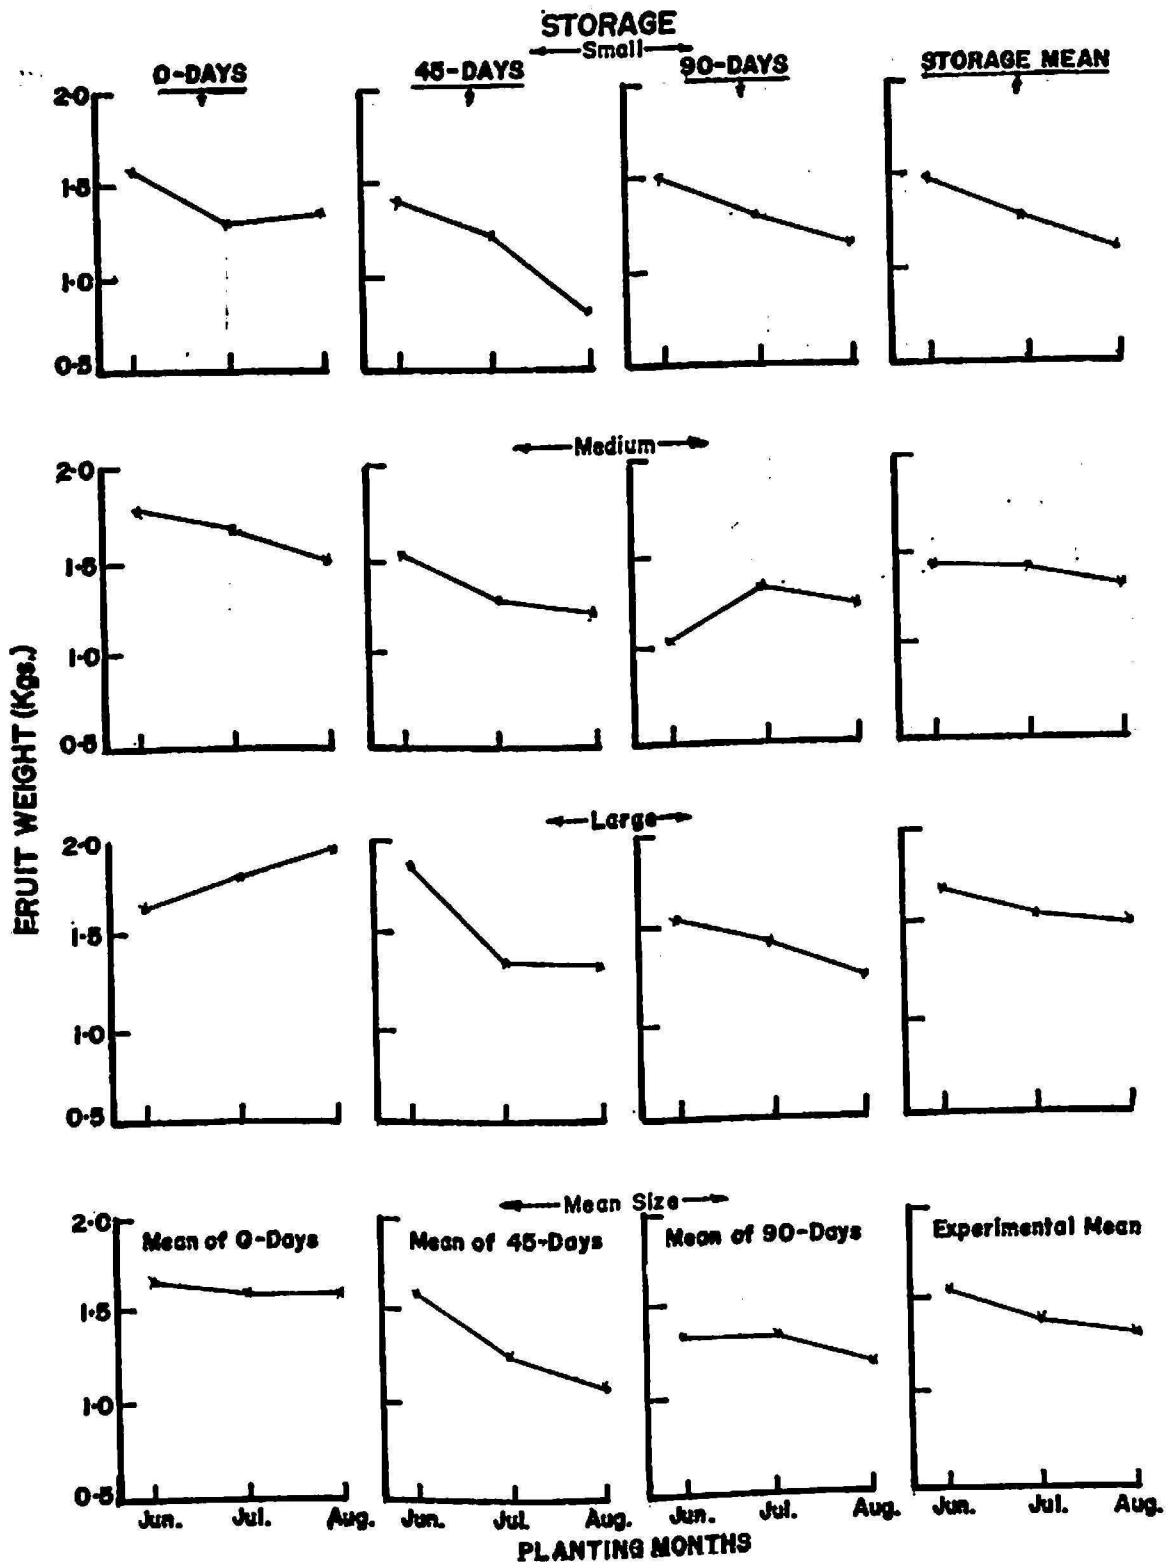 STORAGE
Small
0-DAYS 45-DAYS 90-DAYS STORAGE MEAN
2·0
1·5
1·0
0·5
Medium
2·0
1·5
1·0
0·5
FRUIT WEIGHT (Kgs.)
Large
2·0
1·5
1·0
0·5
Mean Size
2·0
Mean of 0-Days Mean of 45-Days Mean of 90-Days Experimental Mean
1·5
1·0
0·5
Jun. Jul. Aug. Jun. Jul. Aug. Jun. Jul. Aug. Jun. Jul. Aug.
PLANTING MONTHS